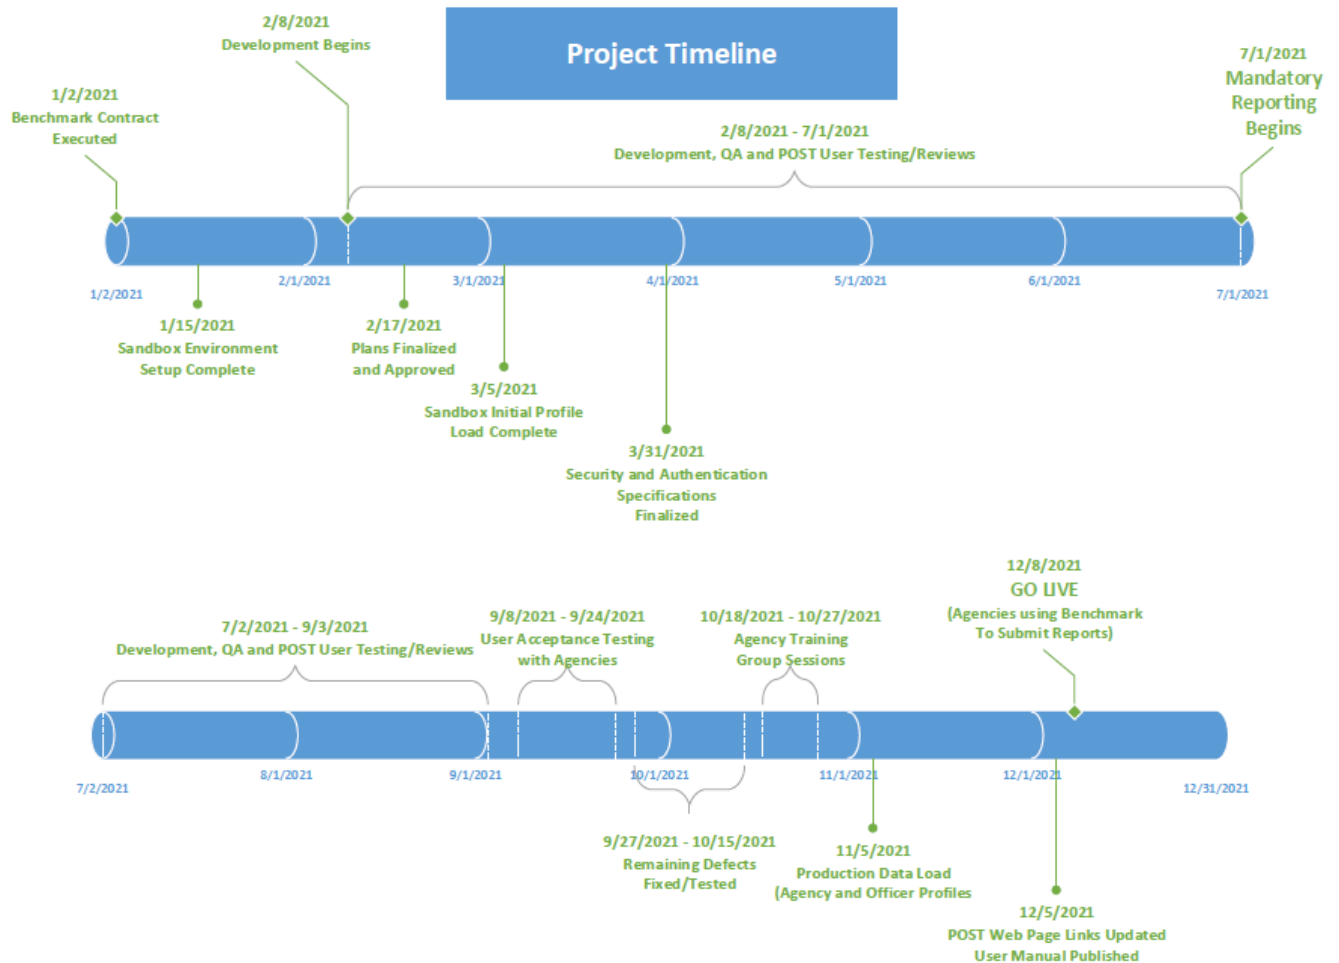 Project Timeline
2/8/2021
Development Begins
1/2/2021
Benchmark Contract
Executed
2/8/2021 - 7/1/2021
Development, QA and POST User Testing/Reviews
7/1/2021
Mandatory
Reporting
Begins
1/2/2021
2/1/2021
3/1/2021
4/1/2021
5/1/2021
6/1/2021
7/1/2021
1/15/2021
Sandbox Environment
Setup Complete
2/17/2021
Plans Finalized
and Approved
3/5/2021
Sandbox Initial Profile
Load Complete
3/31/2021
Security and Authentication
Specifications
Finalized
7/2/2021 - 9/3/2021
Development, QA and POST User Testing/Reviews
9/8/2021 - 9/24/2021
User Acceptance Testing
with Agencies
10/18/2021 - 10/27/2021
Agency Training
Group Sessions
12/8/2021
GO LIVE
(Agencies using Benchmark
To Submit Reports)
7/2/2021
8/1/2021
9/1/2021
10/1/2021
11/1/2021
12/1/2021
12/31/2021
9/27/2021 - 10/15/2021
Remaining Defects
Fixed/Tested
11/5/2021
Production Data Load
(Agency and Officer Profiles
12/5/2021
POST Web Page Links Updated
User Manual Published